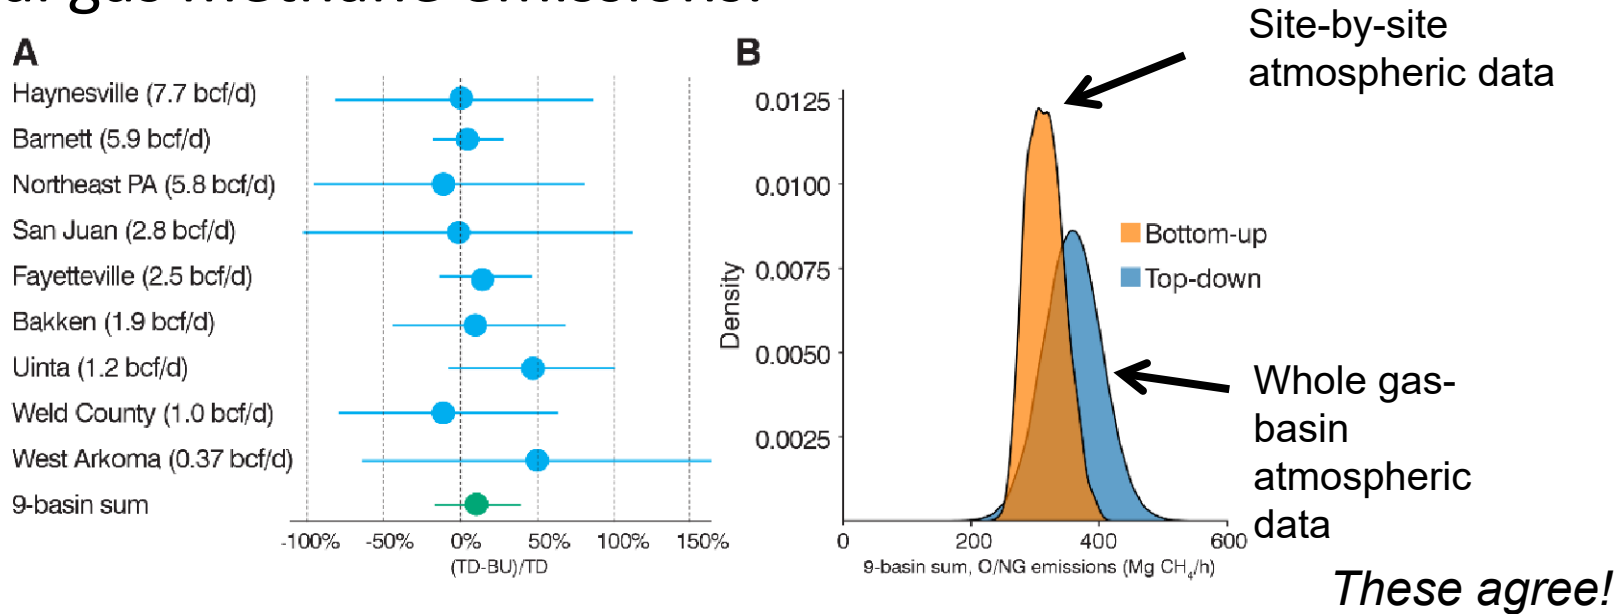 gas methane emissions.
A
Haynesville (7.7 bcf/d)
Barnett (5.9 bcf/d)
Northeast PA (5.8 bcf/d)
San Juan (2.8 bcf/d)
Fayetteville (2.5 bcf/d)
Bakken (1.9 bcf/d)
Uinta (1.2 bcf/d)
Weld County (1.0 bcf/d)
West Arkoma (0.37 bcf/d)
9-basin sum
-100% -50% 0% 50% 100% 150%
(TD-BU)/TD
B
Site-by-site
atmospheric data
0.0125
0.0100
0.0075
0.0050
0.0025
Density
Bottom-up
Top-down
Whole gas-
basin
atmospheric
data
0 200 400 600
9-basin sum, O/NG emissions (Mg CH₄/h)
These agree!